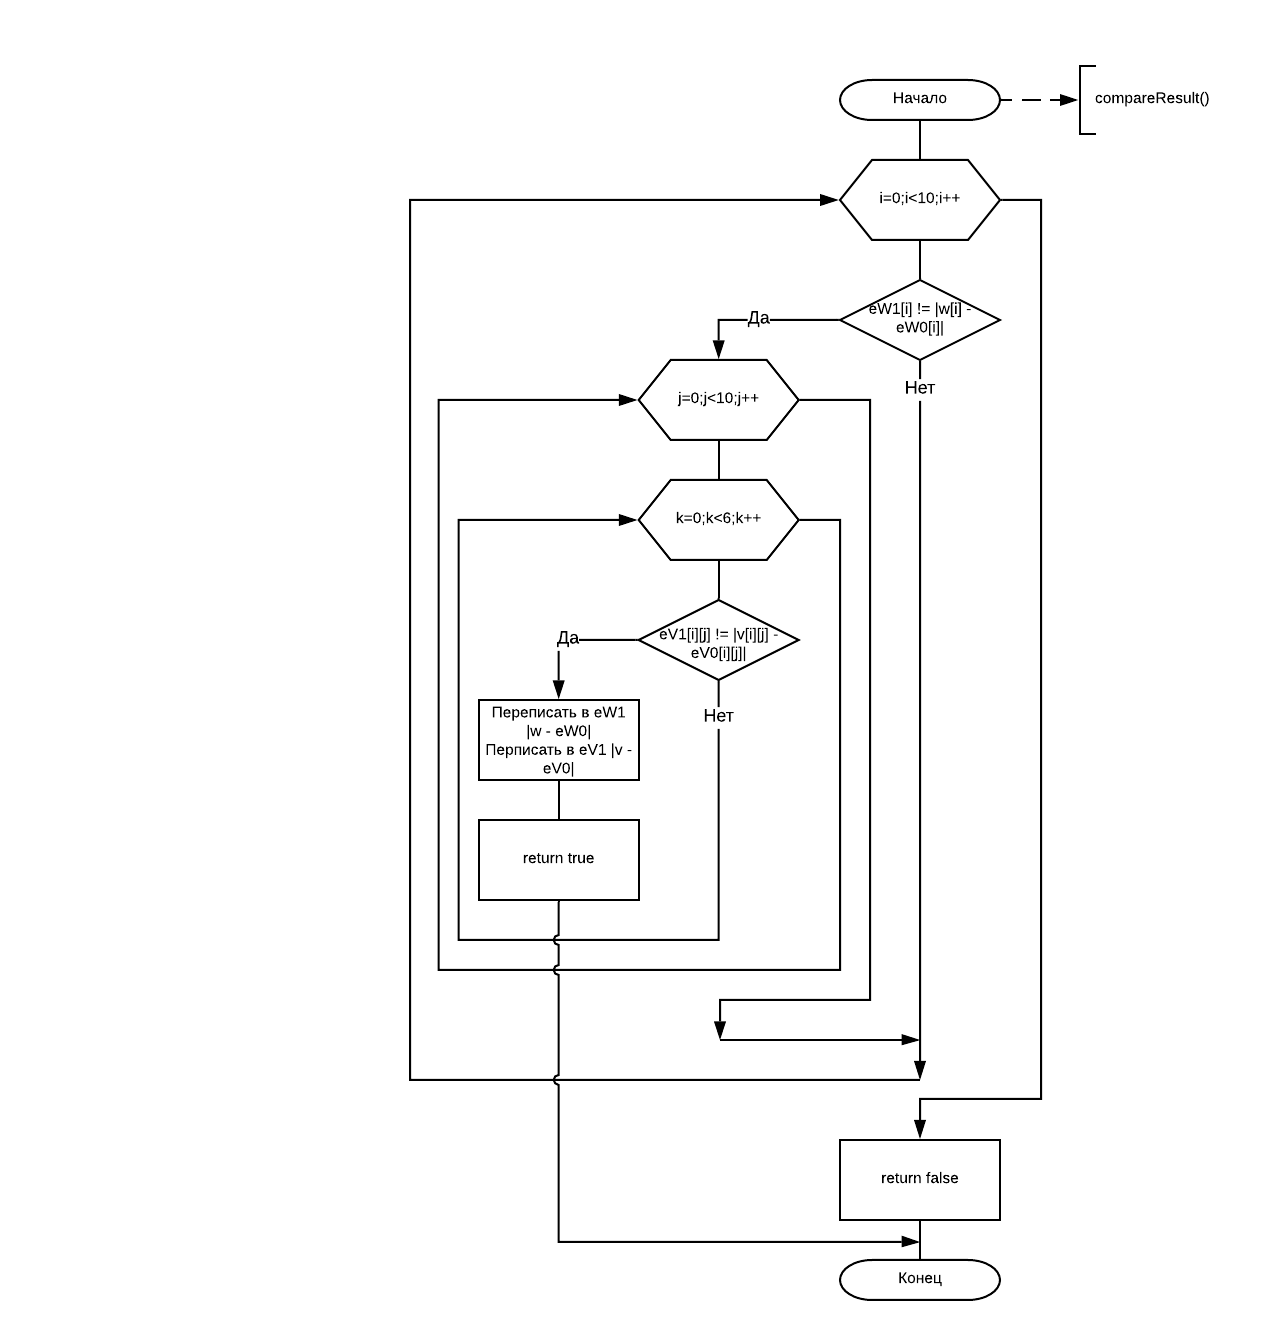 Начало
compareResult()
i=0;i<10;i++
eW1[i] != |w[i] -
eW0[i]|
Да
Нет
j=0;j<10;j++
k=0;k<6;k++
eV1[i][j] != |v[i][j] -
eV0[i][j]|
Да
Нет
Переписать в eW1
|w - eW0|
Перписать в eV1 |v -
eV0|
return true
return false
Конец